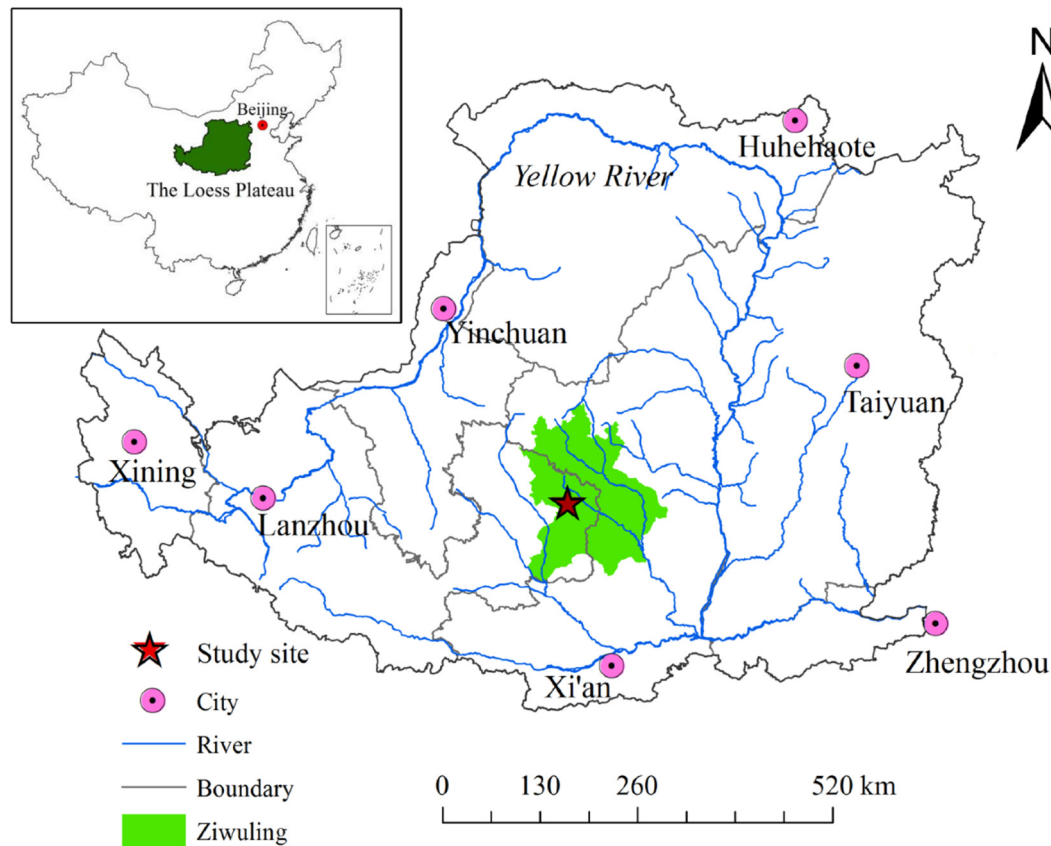 N
Beijing
The Loess Plateau
Huhehaote
Yellow River
Yinchuan
Taiyuan
Xining
Lanzhou
Zhengzhou
Xi'an
Study site
City
River
Boundary
Ziwuling
0 130 260 520 km